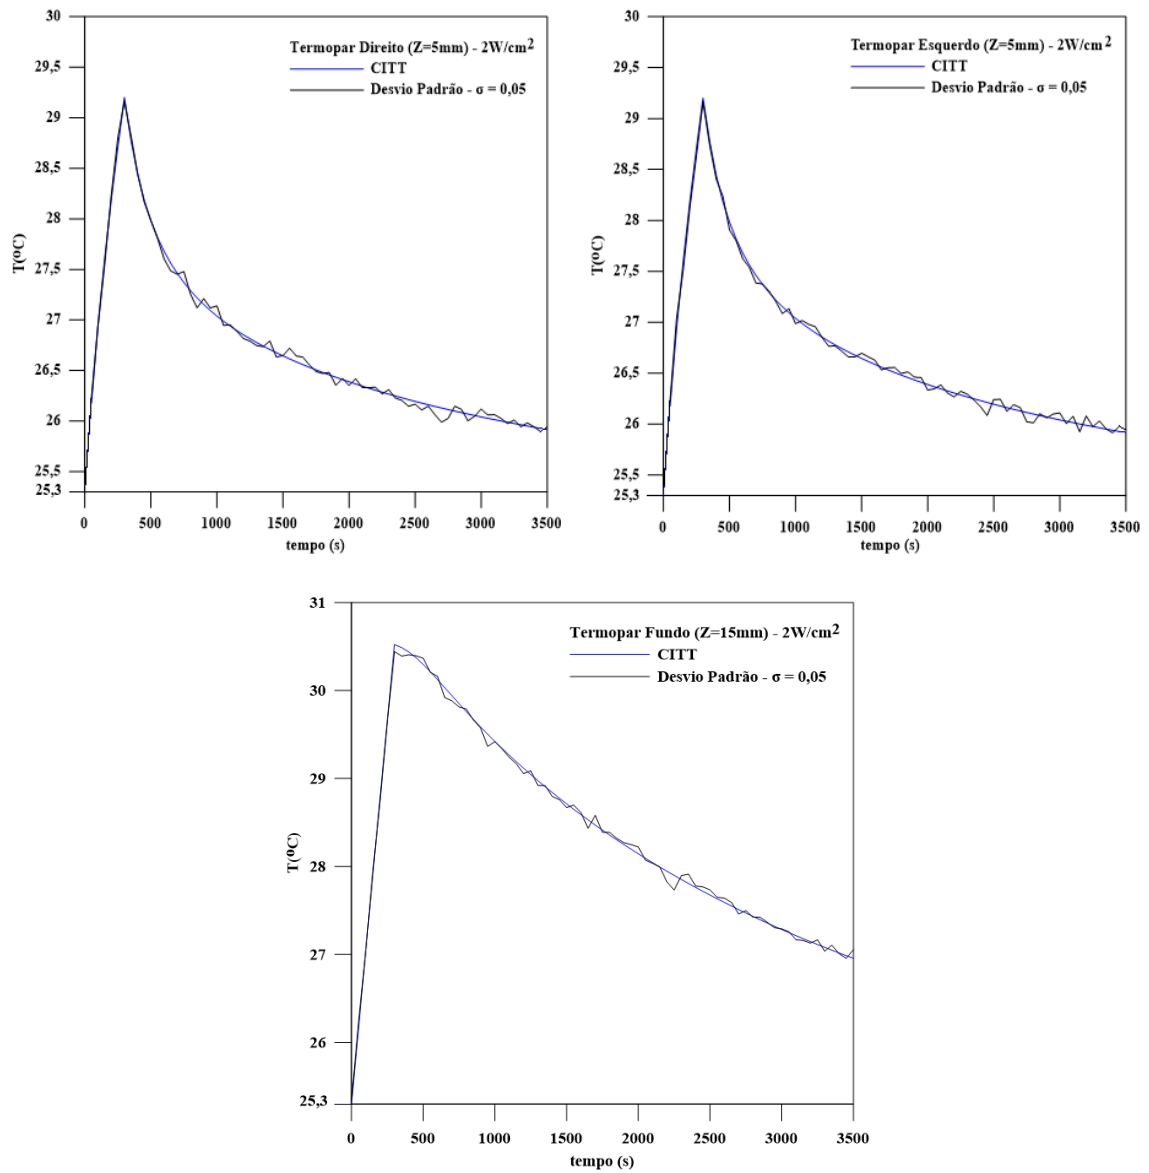 30
29,5
29
28,5
28
27,5
27
26,5
26
25,5
25,3
T(ºC)
Termopar Direito (Z=5mm) - 2W/cm²
CITT
Desvio Padrão - σ = 0,05
0 500 1000 1500 2000 2500 3000 3500
tempo (s)
30
29,5
29
28,5
28
27,5
27
26,5
26
25,5
25,3
T(ºC)
Termopar Esquerdo (Z=5mm) - 2W/cm²
CITT
Desvio Padrão - σ = 0,05
0 500 1000 1500 2000 2500 3000 3500
tempo (s)
31
30
29
28
27
26
25,3
T(ºC)
Termopar Fundo (Z=15mm) - 2W/cm²
CITT
Desvio Padrão - σ = 0,05
0 500 1000 1500 2000 2500 3000 3500
tempo (s)